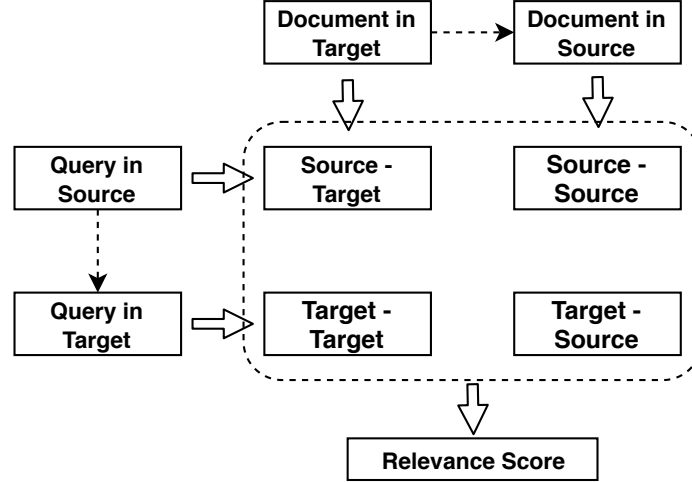 Document in
Target
Document in
Source
Query in
Source
Source -
Target
Source -
Source
Query in
Target
Target -
Target
Target -
Source
Relevance Score